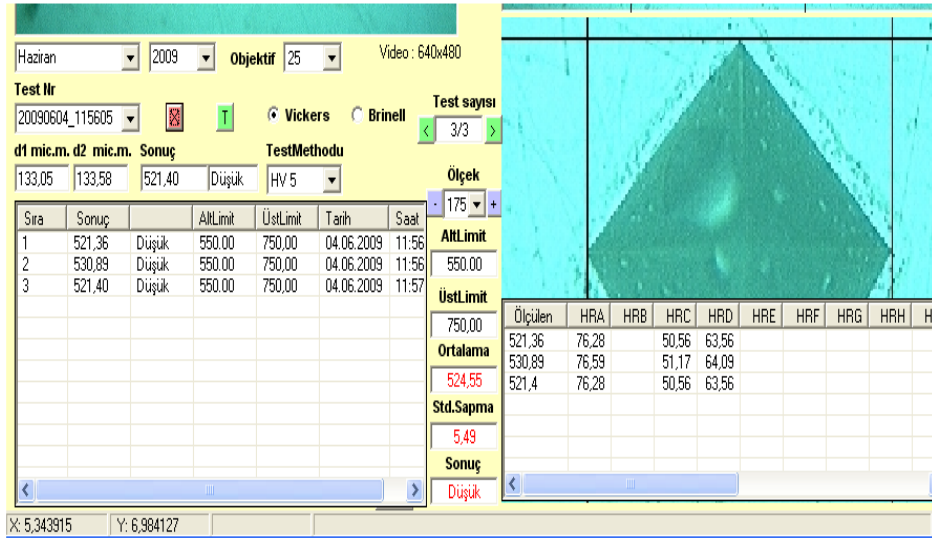 Haziran 2009 Objektif 25 Video : 640x480
Test Nr
20090604_115605 T Vickers Brinell
Test sayısı
< 3/3 >
d1 mic.m. d2 mic.m. Sonuç TestMethodu
133,05 133,58 521,40 Düşük HV 5
Ölçek
- 175 +
Sıra Sonuç AltLimit ÜstLimit Tarih Saat
1 521,36 Düşük 550.00 750,00 04.06.2009 11:56
2 530,89 Düşük 550.00 750,00 04.06.2009 11:56
3 521,40 Düşük 550.00 750,00 04.06.2009 11:57
AltLimit
550.00
ÜstLimit
750,00
Ortalama
524,55
Std.Sapma
5,49
Sonuç
Düşük
Ölçülen HRA HRB HRC HRD HRE HRF HRG HRH H
521,36 76,28 50,56 63,56
530,89 76,59 51,17 64,09
521,4 76,28 50,56 63,56
X: 5,343915 Y: 6,984127